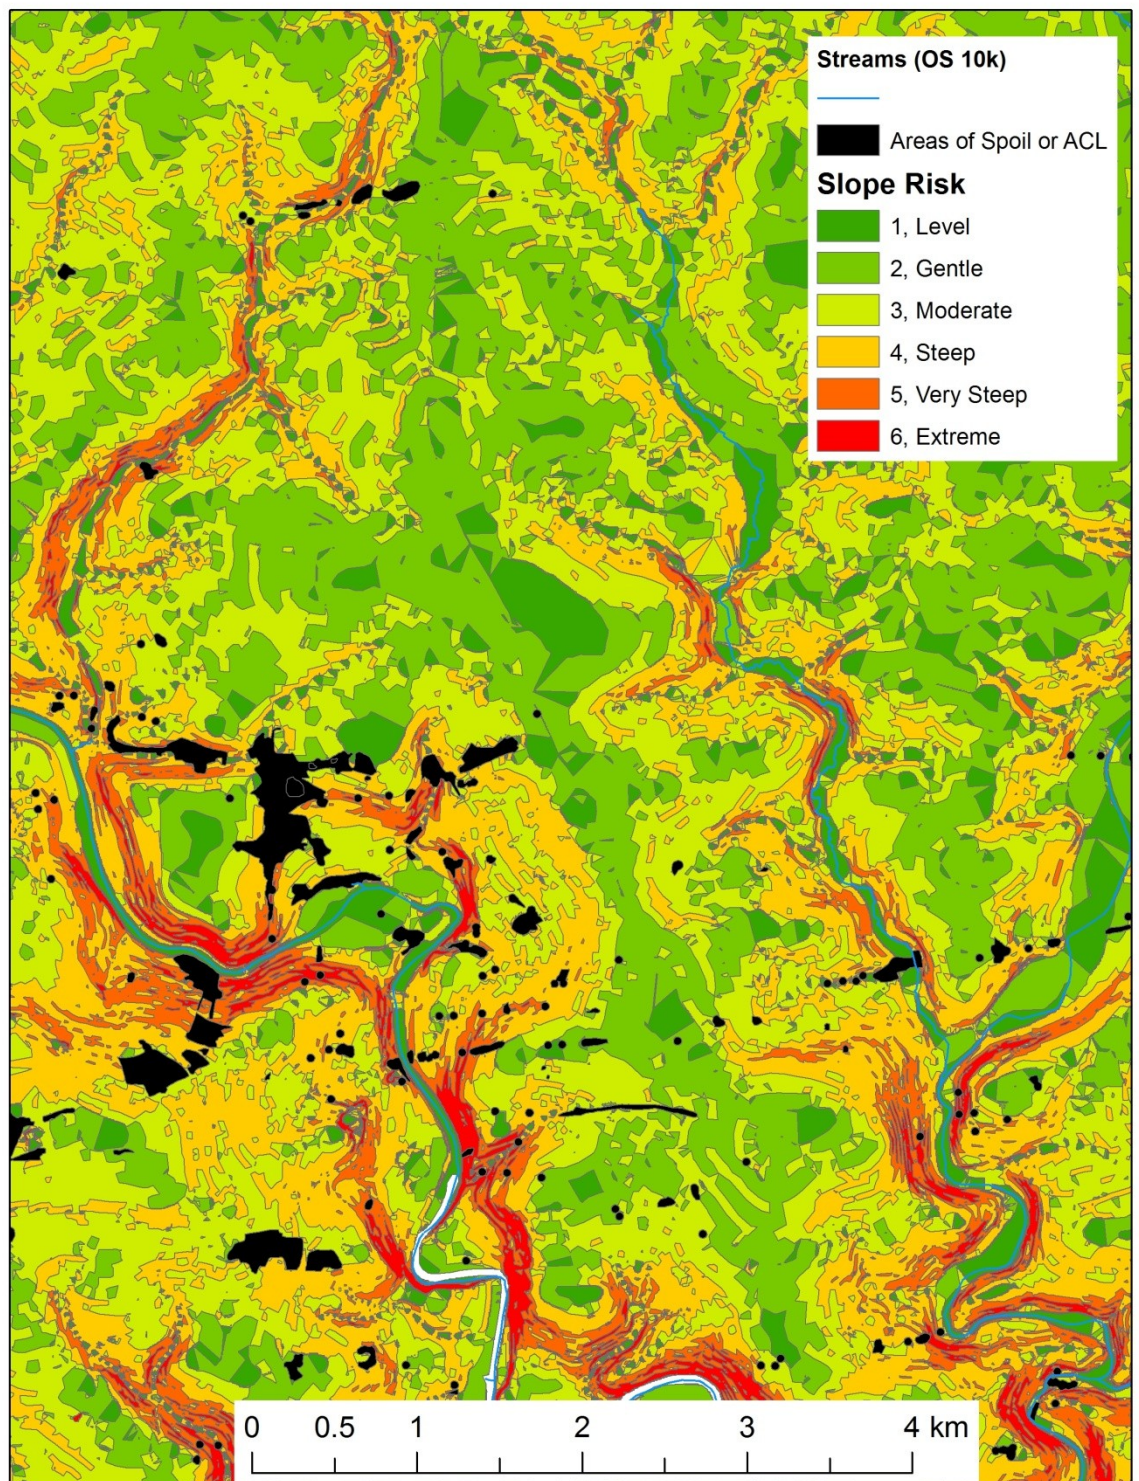 Streams (OS 10k)
Areas of Spoil or ACL
Slope Risk
1, Level
2, Gentle
3, Moderate
4, Steep
5, Very Steep
6, Extreme
0 0.5 1 2 3 4 km